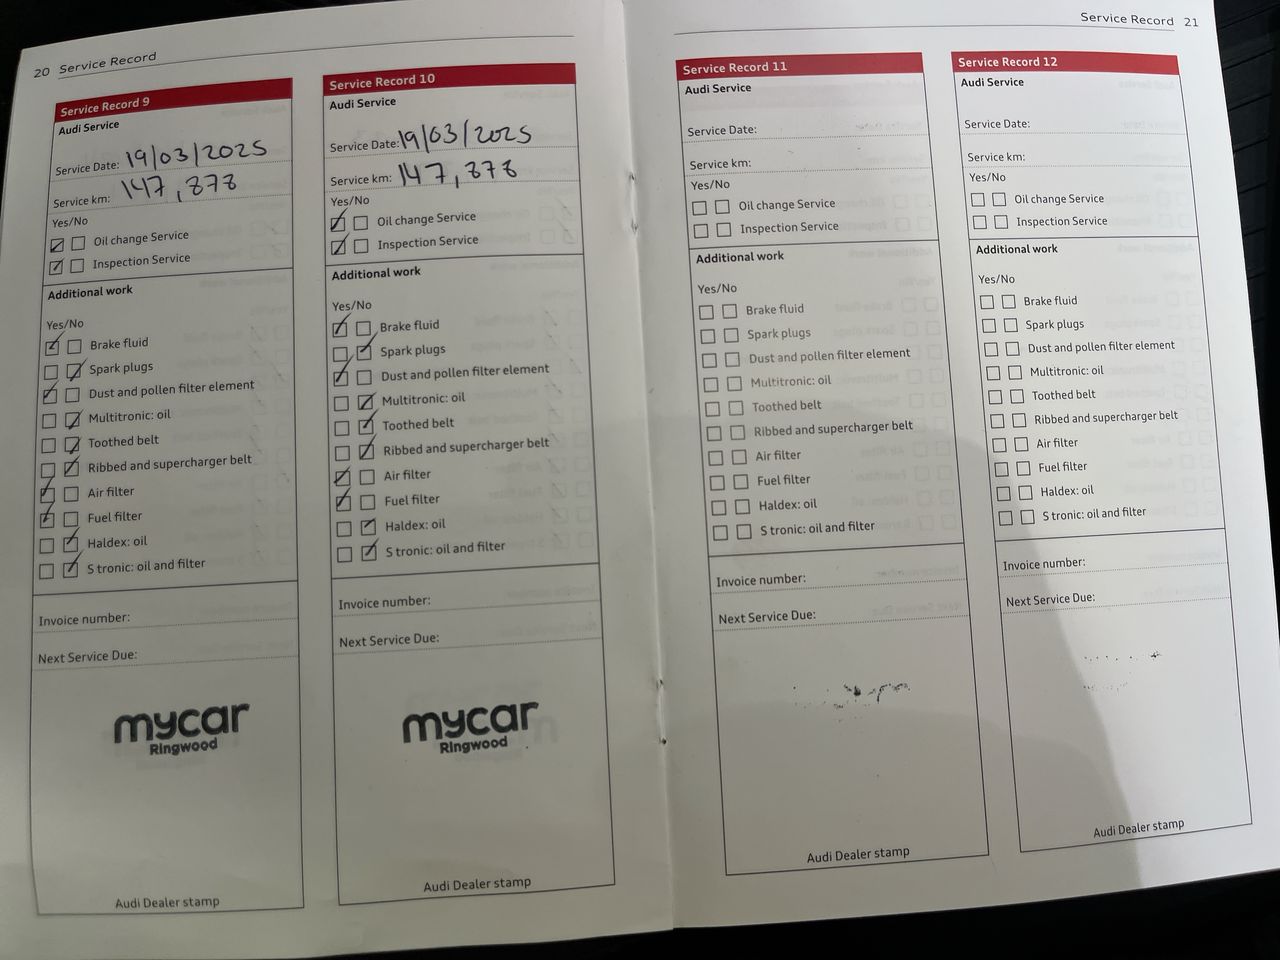 20 Service Record
Service Record 9
Audi Service
Service Date: 19/03/2025
Service km: 147,878
Yes/No
Oil change Service
Inspection Service
Additional work
Yes/No
Brake fluid
Spark plugs
Dust and pollen filter element
Multitronic: oil
Toothed belt
Ribbed and supercharger belt
Air filter
Fuel filter
Haldex: oil
S tronic: oil and filter
Invoice number:
Next Service Due:
mycar
Ringwood
Audi Dealer stamp
Service Record 10
Audi Service
Service Date: 19/03/2025
Service km: 147,878
Yes/No
Oil change Service
Inspection Service
Additional work
Yes/No
Brake fluid
Spark plugs
Dust and pollen filter element
Multitronic: oil
Toothed belt
Ribbed and supercharger belt
Air filter
Fuel filter
Haldex: oil
S tronic: oil and filter
Invoice number:
Next Service Due:
mycar
Ringwood
Audi Dealer stamp
Service Record 21
Service Record 11
Audi Service
Service Date:
Service km:
Yes/No
Oil change Service
Inspection Service
Additional work
Yes/No
Brake fluid
Spark plugs
Dust and pollen filter element
Multitronic: oil
Toothed belt
Ribbed and supercharger belt
Air filter
Fuel filter
Haldex: oil
S tronic: oil and filter
Invoice number:
Next Service Due:
Audi Dealer stamp
Service Record 12
Audi Service
Service Date:
Service km:
Yes/No
Oil change Service
Inspection Service
Additional work
Yes/No
Brake fluid
Spark plugs
Dust and pollen filter element
Multitronic: oil
Toothed belt
Ribbed and supercharger belt
Air filter
Fuel filter
Haldex: oil
S tronic: oil and filter
Invoice number:
Next Service Due:
Audi Dealer stamp